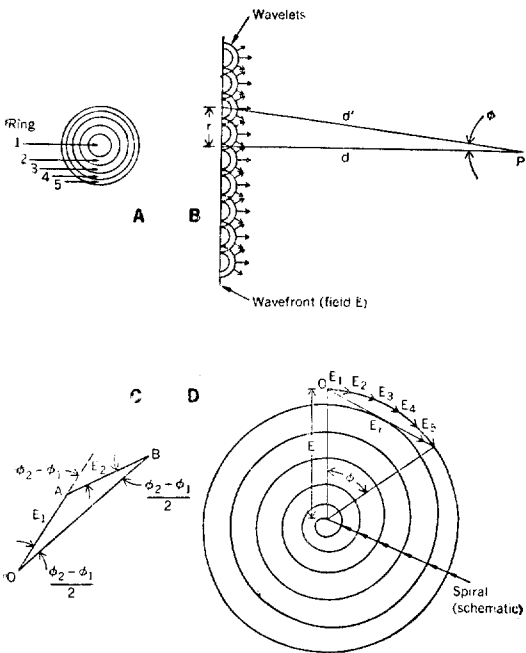 Wavelets
Ring
1
2
3
4
5
A
B
r
d'
d
ϕ
P
Wavefront (field E)
C
D
ϕ₂ – ϕ₁
E₂
B
A
E₁
O
ϕ₂ – ϕ₁
2
ϕ₂ – ϕ₁
2
O
E₁
E₂
E₃
E₄
E₅
Eᵣ
E
ϕ
Spiral
(schematic)